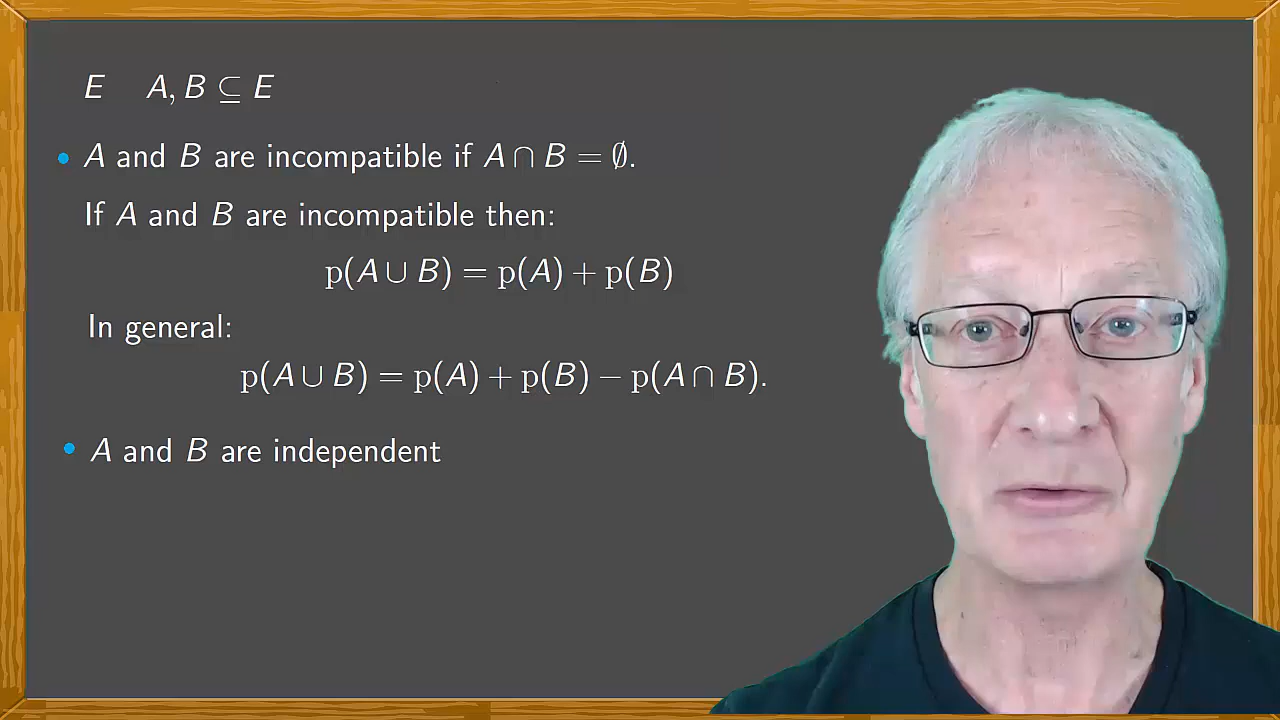 E A, B ⊆ E
• A and B are incompatible if A ∩ B = ∅.
If A and B are incompatible then:
p(A ∪ B) = p(A) + p(B)
In general:
p(A ∪ B) = p(A) + p(B) − p(A ∩ B).
• A and B are independent